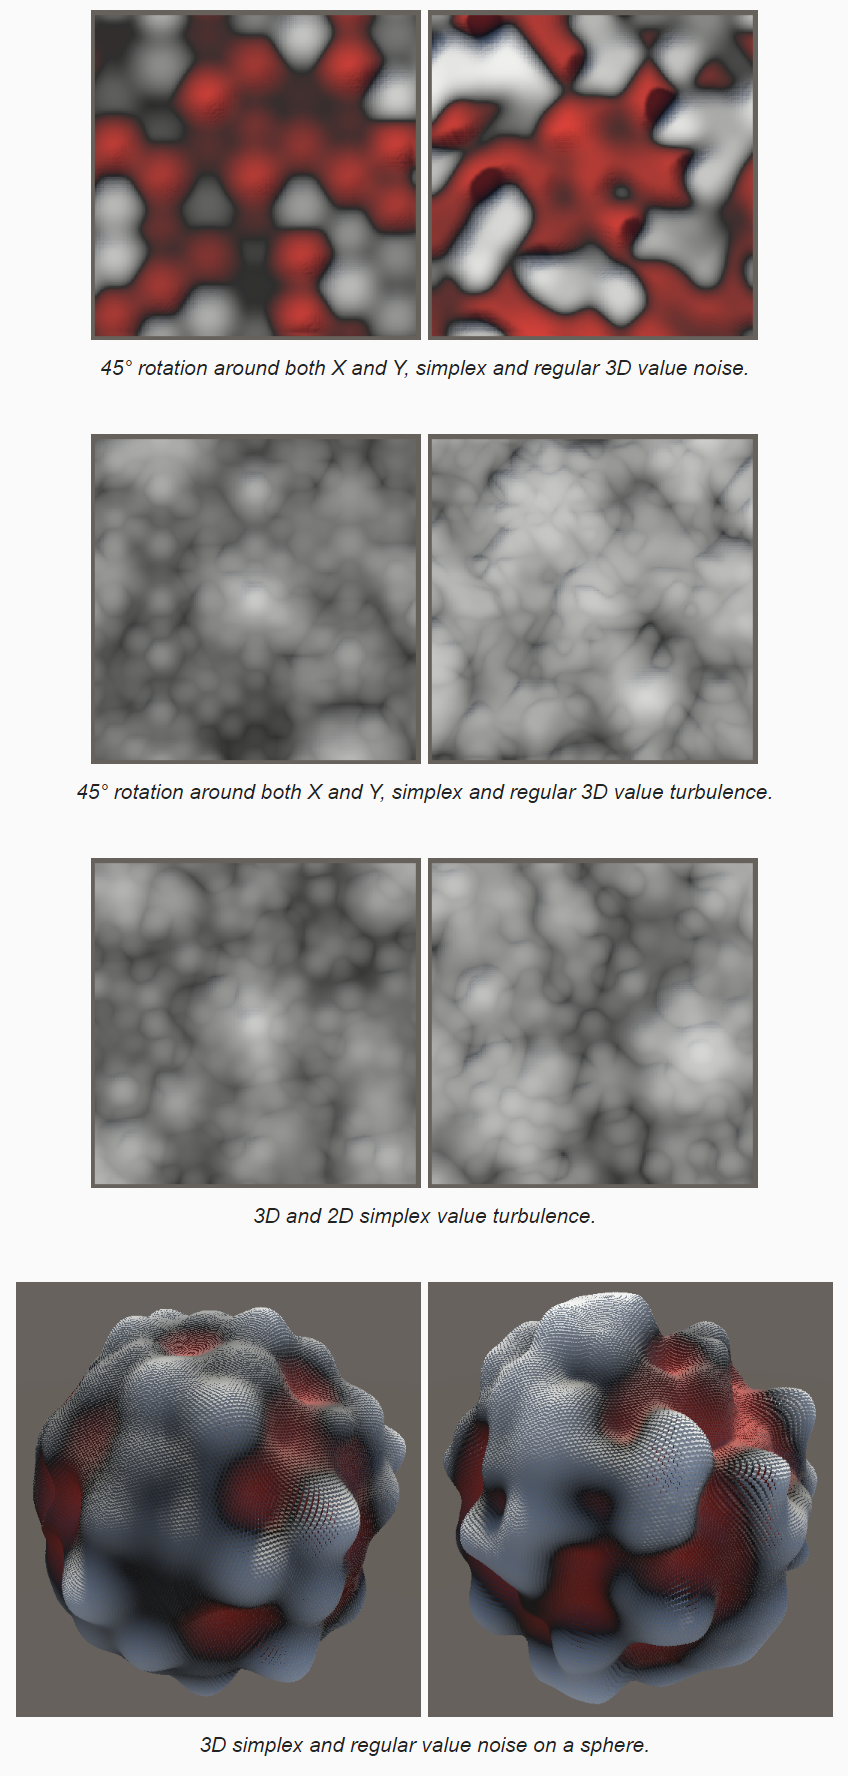 45° rotation around both X and Y, simplex and regular 3D value noise.
45° rotation around both X and Y, simplex and regular 3D value turbulence.
3D and 2D simplex value turbulence.
3D simplex and regular value noise on a sphere.